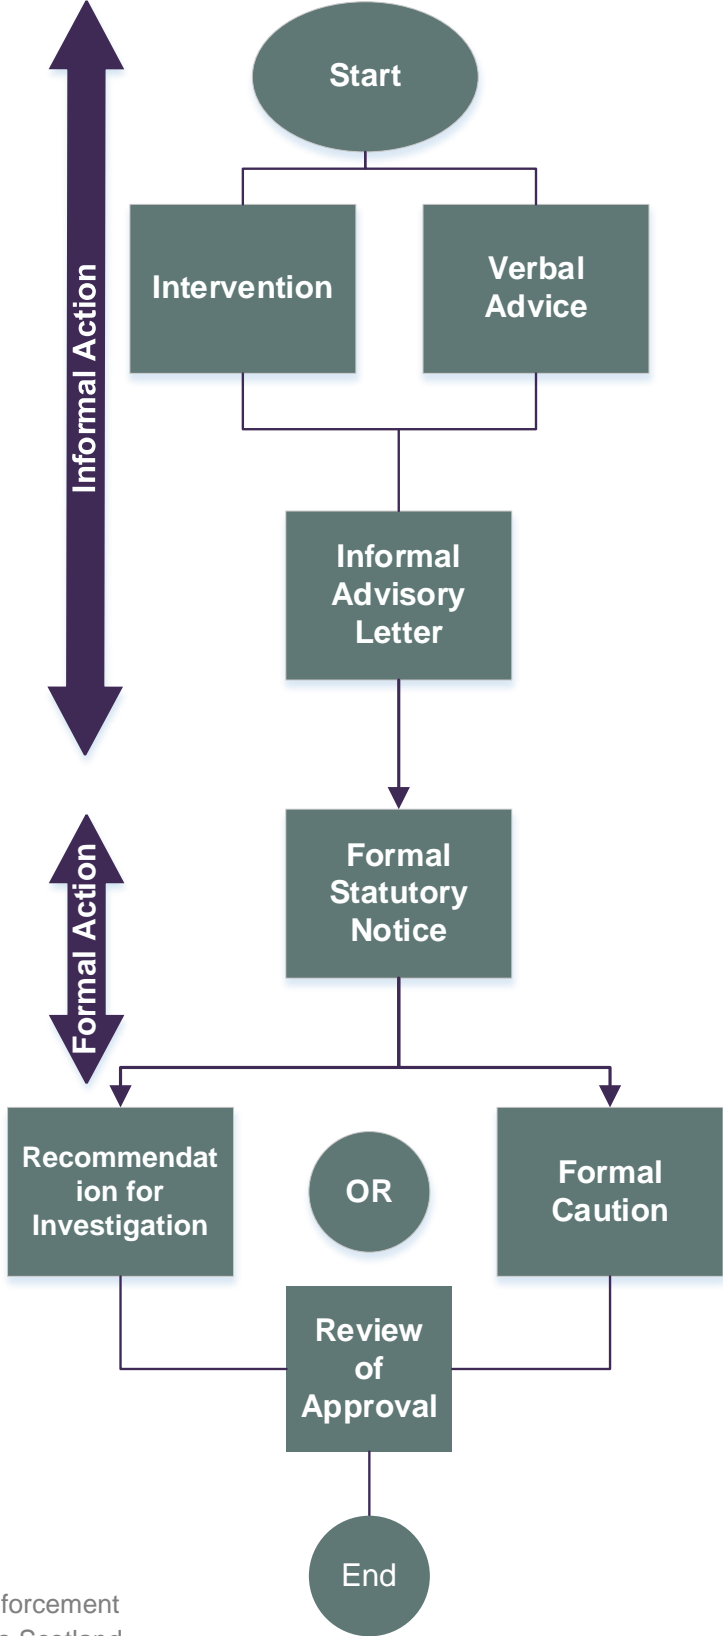 Start
Intervention
Verbal
Advice
Informal Action
Informal
Advisory
Letter
Formal
Statutory
Notice
Formal Action
Recommendat
ion for
Investigation
OR
Formal
Caution
Review
of
Approval
End
forcement
Scotland